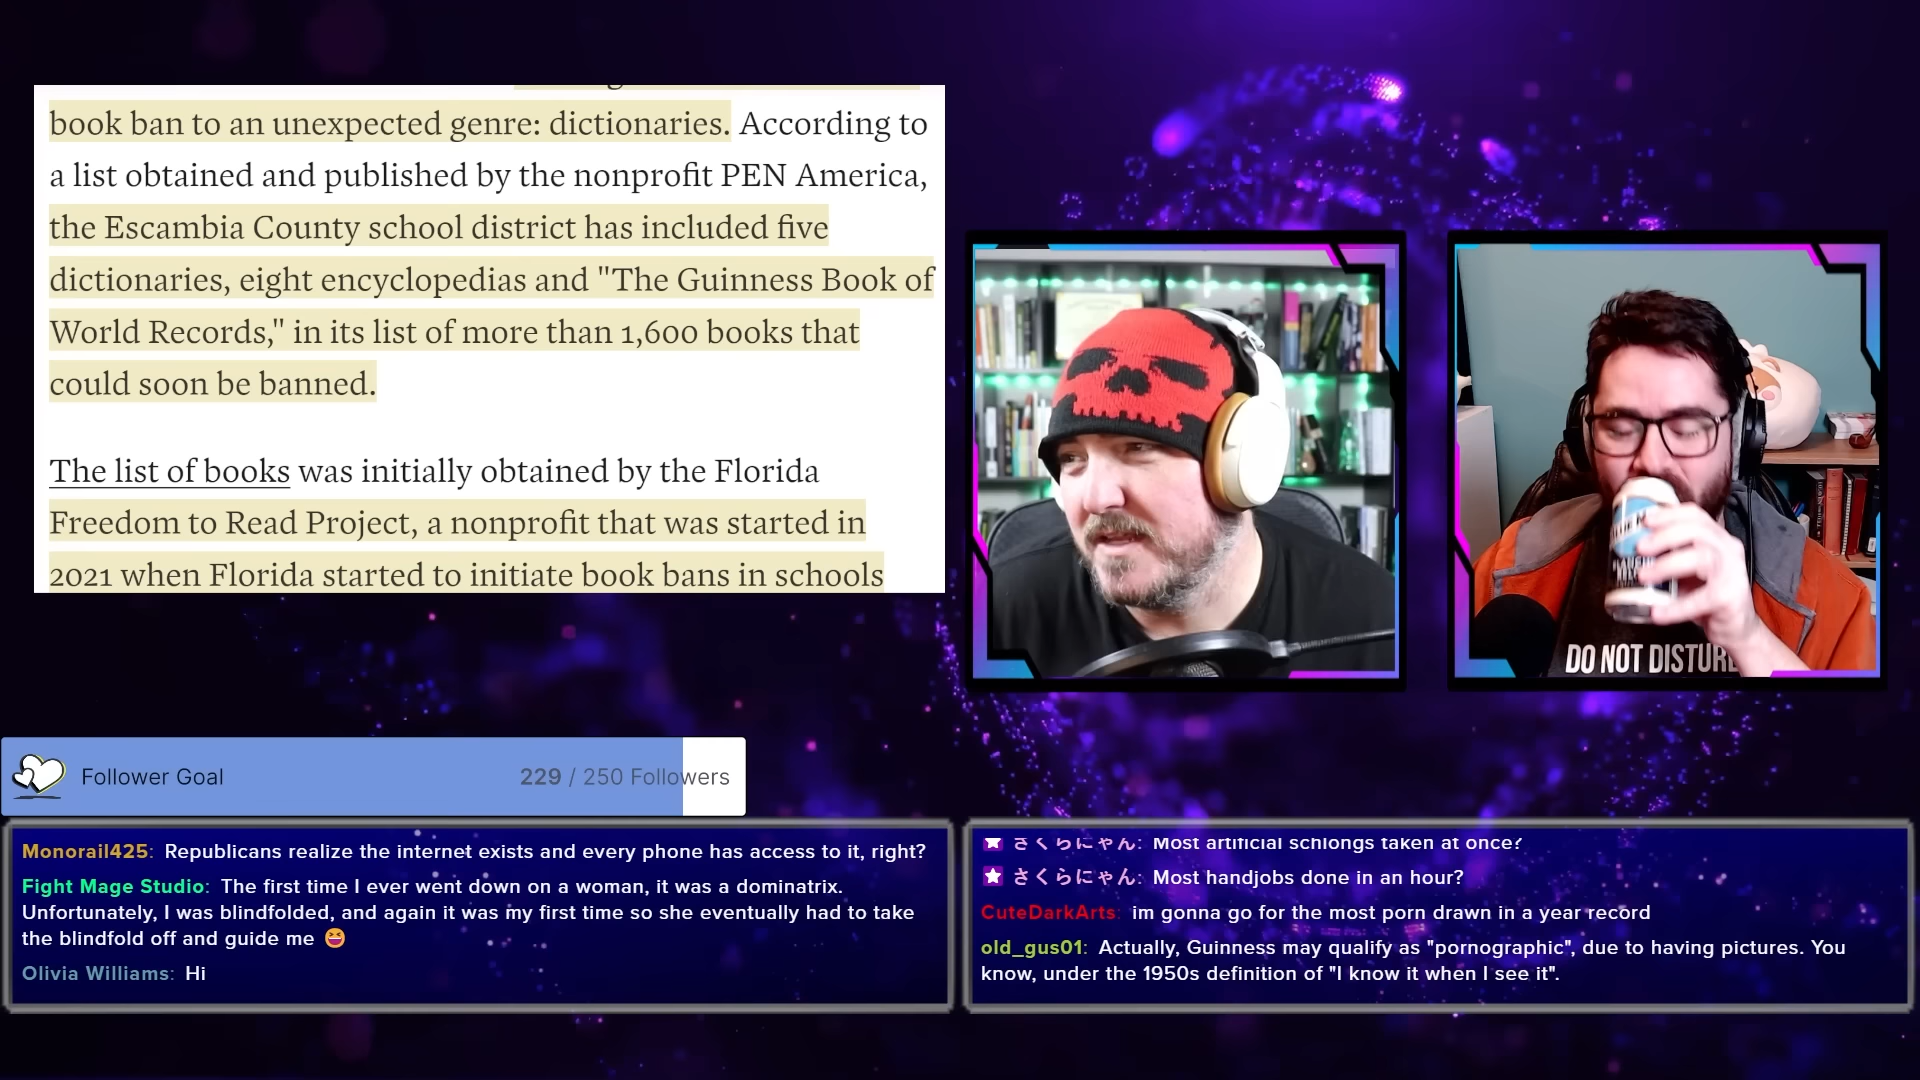 book ban to an unexpected genre: dictionaries. According to
a list obtained and published by the nonprofit PEN America,
the Escambia County school district has included five
dictionaries, eight encyclopedias and "The Guinness Book of
World Records," in its list of more than 1,600 books that
could soon be banned.
The list of books was initially obtained by the Florida
Freedom to Read Project, a nonprofit that was started in
2021 when Florida started to initiate book bans in schools
DO NOT DISTURB
Follower Goal
229 / 250 Followers
Monorail425: Republicans realize the internet exists and every phone has access to it, right?
Fight Mage Studio: The first time I ever went down on a woman, it was a dominatrix.
Unfortunately, I was blindfolded, and again it was my first time so she eventually had to take
the blindfold off and guide me 😆
Olivia Williams: Hi
さくらにゃん: Most artificial schlongs taken at once?
さくらにゃん: Most handjobs done in an hour?
CuteDarkArts: im gonna go for the most porn drawn in a year record
old_gus01: Actually, Guinness may qualify as "pornographic", due to having pictures. You
know, under the 1950s definition of "I know it when I see it".